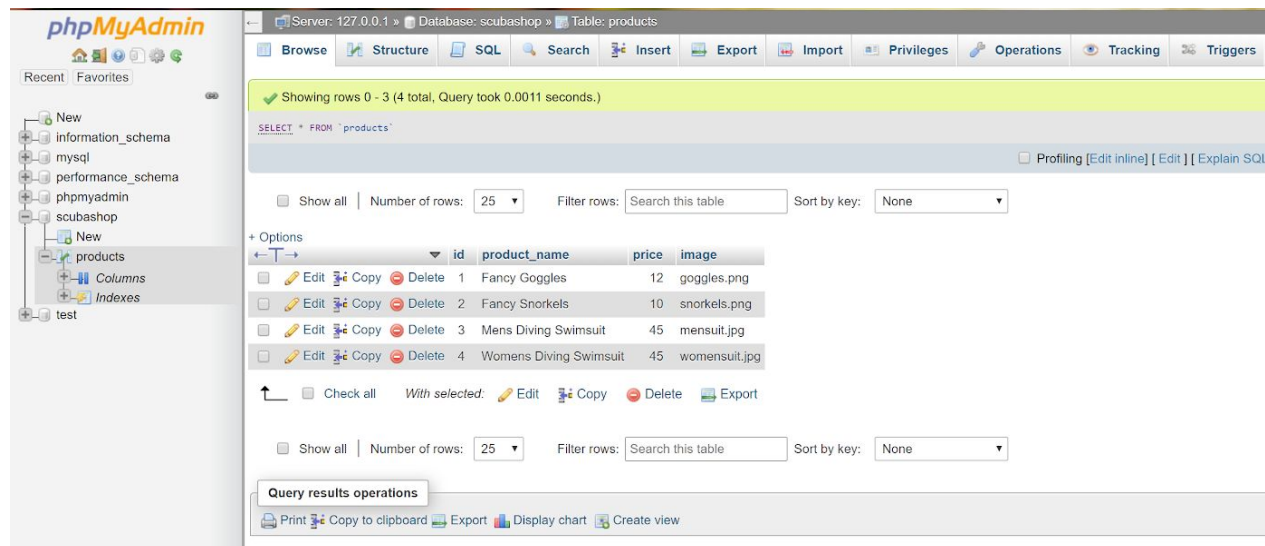 phpMyAdmin
Recent Favorites
New
information_schema
mysql
performance_schema
phpmyadmin
scubashop
New
products
Columns
Indexes
test
Server: 127.0.0.1 » Database: scubashop » Table: products
Browse Structure SQL Search Insert Export Import Privileges Operations Tracking Triggers
Showing rows 0 - 3 (4 total, Query took 0.0011 seconds.)
SELECT * FROM `products`
Profiling [Edit inline] [ Edit ] [ Explain SQL
Show all | Number of rows: 25 Filter rows: Search this table Sort by key: None
+ Options
←T→ id product_name price image
Edit Copy Delete 1 Fancy Goggles 12 goggles.png
Edit Copy Delete 2 Fancy Snorkels 10 snorkels.png
Edit Copy Delete 3 Mens Diving Swimsuit 45 mensuit.jpg
Edit Copy Delete 4 Womens Diving Swimsuit 45 womensuit.jpg
Check all With selected: Edit Copy Delete Export
Show all | Number of rows: 25 Filter rows: Search this table Sort by key: None
Query results operations
Print Copy to clipboard Export Display chart Create view